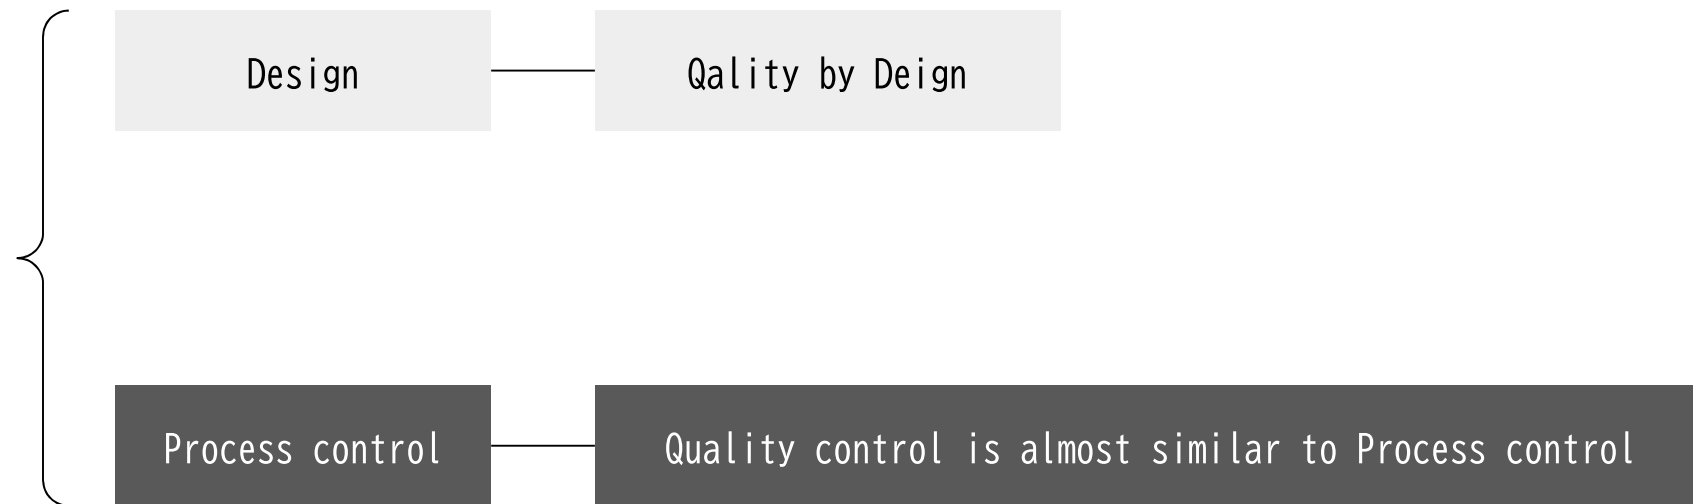 Design
Qality by Deign
Process control
Quality control is almost similar to Process control